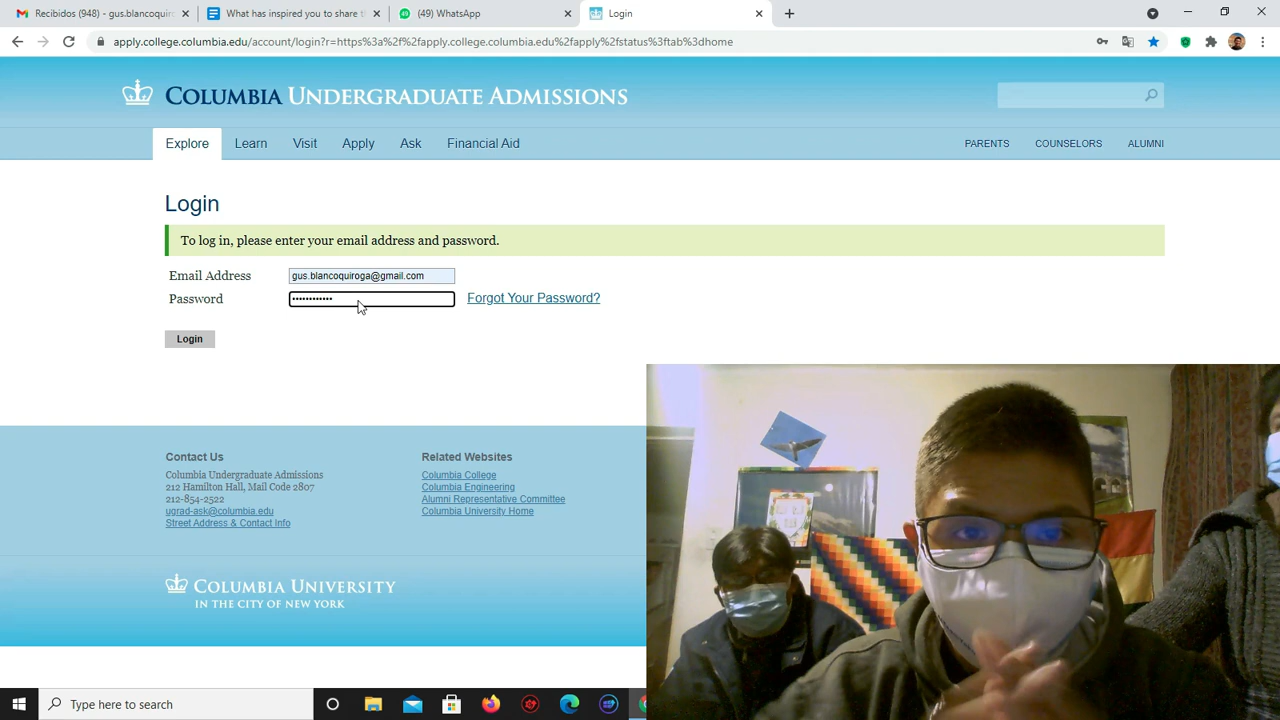 Recibidos (948) - gus.blancoquiro
What has inspired you to share t
(49) WhatsApp
Login
apply.college.columbia.edu/account/login?r=https%3a%2f%2fapply.college.columbia.edu%2fapply%2fstatus%3ftab%3dhome
COLUMBIA UNDERGRADUATE ADMISSIONS
Explore Learn Visit Apply Ask Financial Aid PARENTS COUNSELORS ALUMNI
Login
To log in, please enter your email address and password.
Email Address gus.blancoquiroga@gmail.com
Password •••••••••••• Forgot Your Password?
Login
Contact Us
Columbia Undergraduate Admissions
212 Hamilton Hall, Mail Code 2807
212-854-2522
ugrad-ask@columbia.edu
Street Address & Contact Info
Related Websites
Columbia College
Columbia Engineering
Alumni Representative Committee
Columbia University Home
COLUMBIA UNIVERSITY
IN THE CITY OF NEW YORK
Type here to search